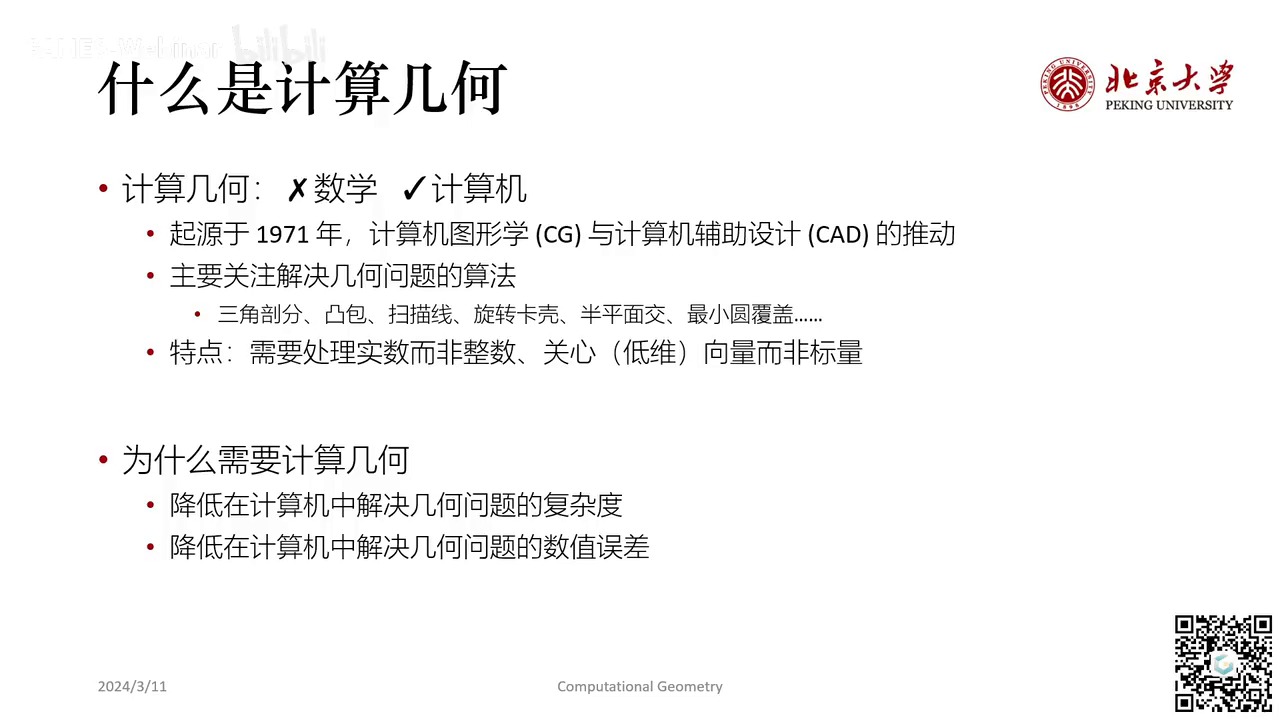 bilibili
什么是计算几何
北京大学
PEKING UNIVERSITY
• 计算几何： ✗数学 ✓计算机
• 起源于 1971 年，计算机图形学 (CG) 与计算机辅助设计 (CAD) 的推动
• 主要关注解决几何问题的算法
• 三角剖分、凸包、扫描线、旋转卡壳、半平面交、最小圆覆盖……
• 特点：需要处理实数而非整数、关心（低维）向量而非标量
• 为什么需要计算几何
• 降低在计算机中解决几何问题的复杂度
• 降低在计算机中解决几何问题的数值误差
2024/3/11
Computational Geometry